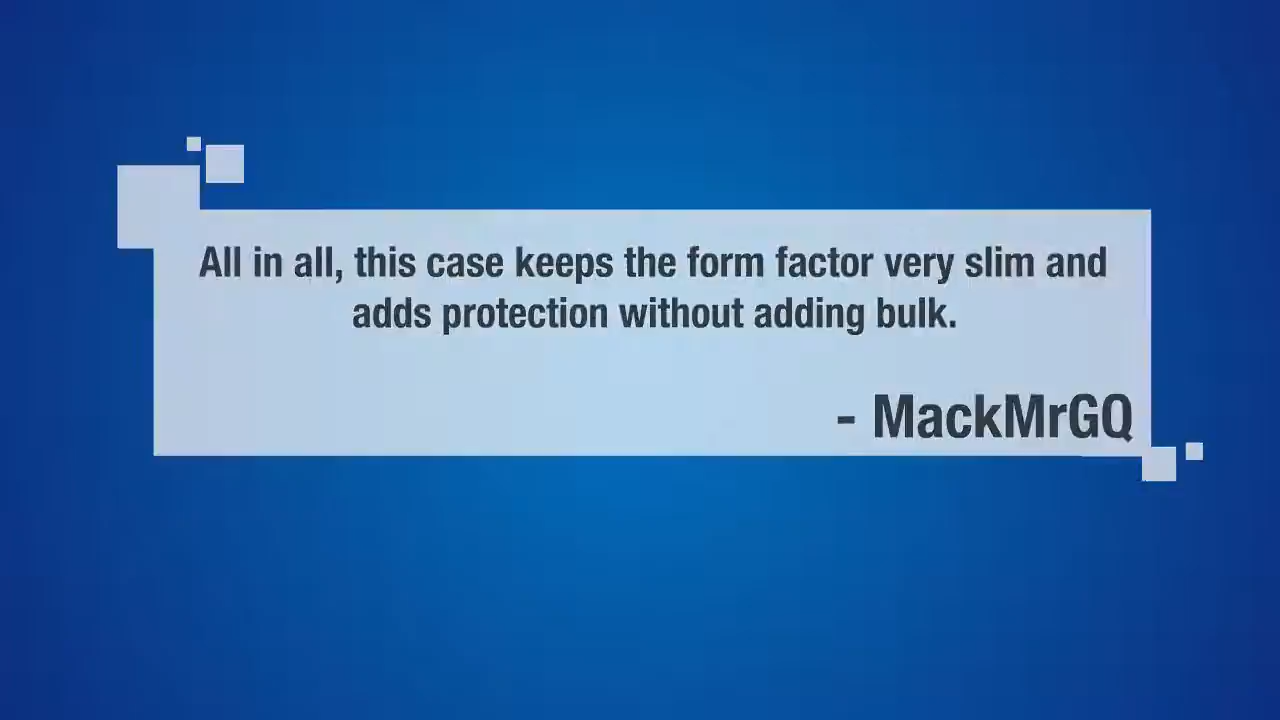 All in all, this case keeps the form factor very slim and
adds protection without adding bulk.
- MackMrGQ